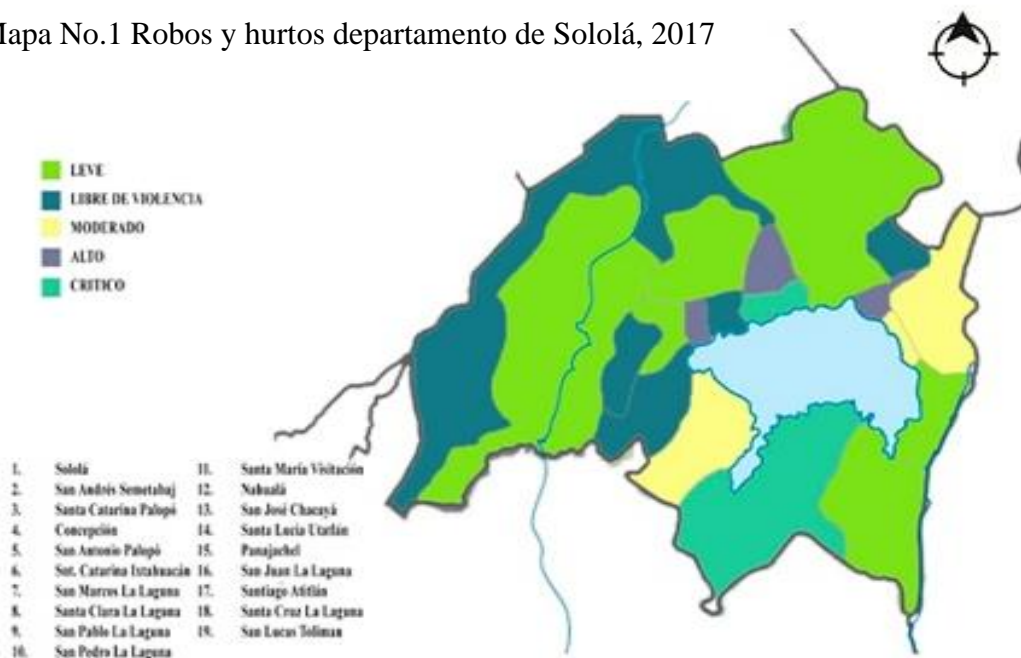 Mapa No.1 Robos y hurtos departamento de Sololá, 2017
LEVE
LIBRE DE VIOLENCIA
MODERADO
ALTO
CRITICO
1. Sololá
2. San Andrés Semetabaj
3. Santa Catarina Palopó
4. Concepción
5. San Antonio Palopó
6. Snt. Catarina Ixtahuacán
7. San Marcos La Laguna
8. Santa Clara La Laguna
9. San Pablo La Laguna
10. San Pedro La Laguna
11. Santa María Visitación
12. Nahualá
13. San José Chacayá
14. Santa Lucia Utatlán
15. Panajachel
16. San Juan La Laguna
17. Santiago Atitlán
18. Santa Cruz La Laguna
19. San Lucas Toliman